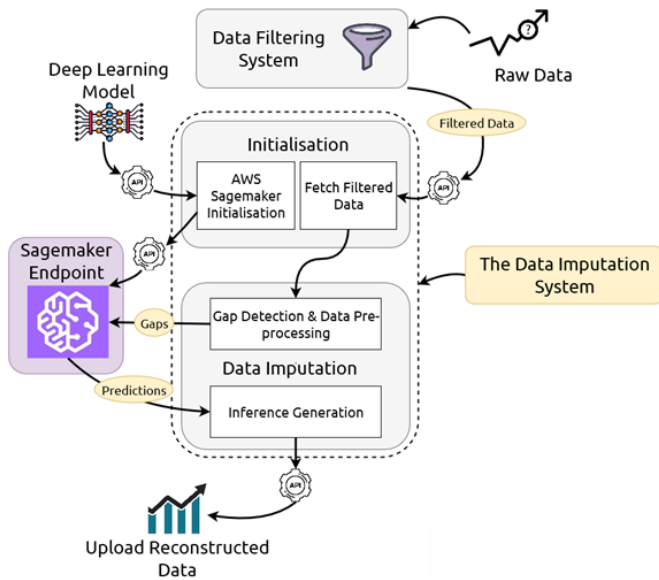 Data Filtering
System
?
Raw Data
Deep Learning
Model
Filtered Data
Initialisation
API
AWS
Sagemaker
Initialisation
Fetch Filtered
Data
API
API
Sagemaker
Endpoint
The Data Imputation
System
Gaps
Gap Detection & Data Pre-
processing
Data Imputation
Predictions
Inference Generation
API
Upload Reconstructed
Data